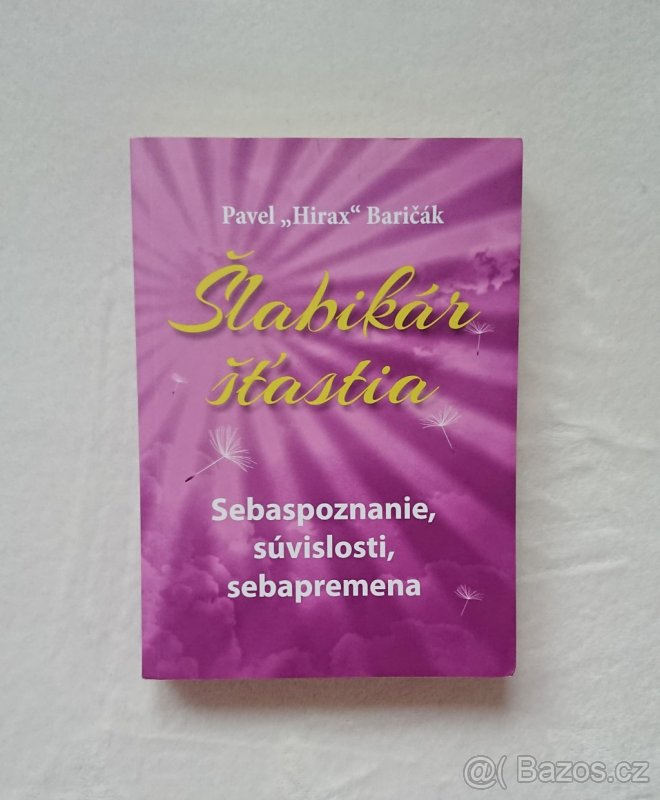 Pavel „Hirax“ Baričák
Šlabikár
šťastia
Sebaspoznanie,
súvislosti,
sebapremena
@( Bazos.cz